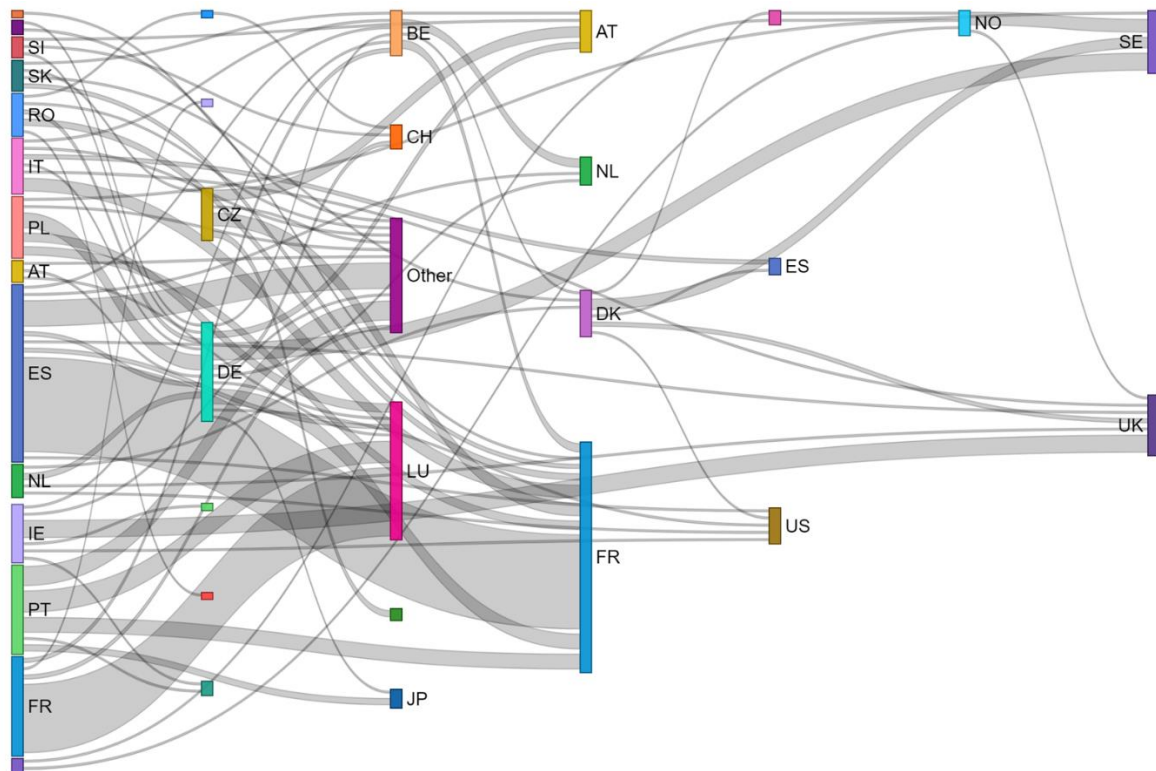 SI
SK
RO
IT
PL
AT
ES
NL
IE
PT
FR
CZ
DE
BE
CH
Other
LU
JP
AT
NL
DK
FR
ES
US
NO
SE
UK